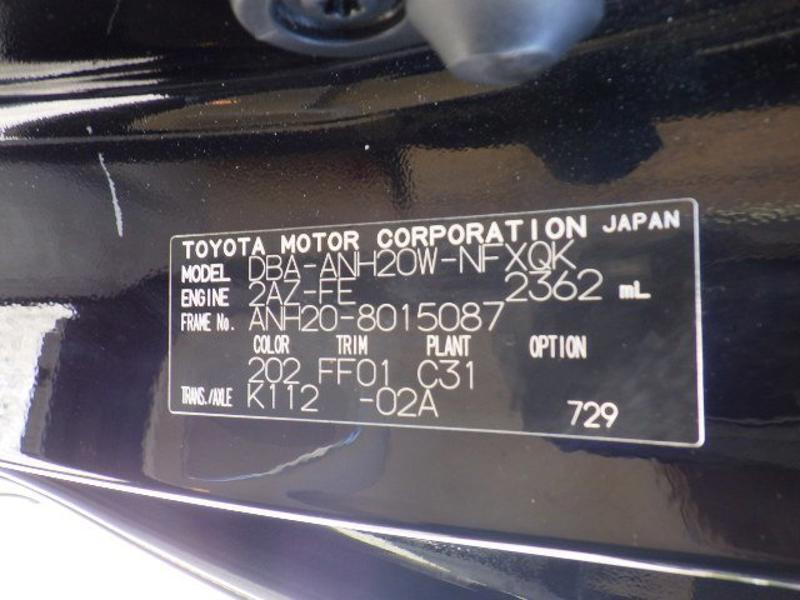 TOYOTA MOTOR CORPORATION JAPAN
MODEL DBA-ANH20W-NFXQK
ENGINE 2AZ-FE 2362 mL
FRAME No. ANH20-8015087
COLOR TRIM PLANT OPTION
202 FF01 C31
TRANS./AXLE K112 -02A
729